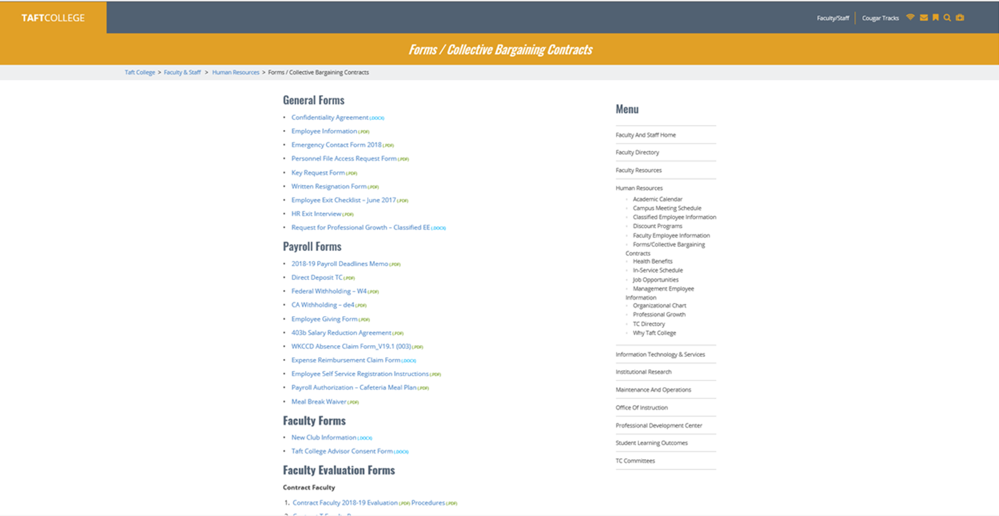 TAFTCOLLEGE
Faculty/Staff
Cougar Tracks
Forms / Collective Bargaining Contracts
Taft College > Faculty & Staff > Human Resources > Forms / Collective Bargaining Contracts
General Forms
• Confidentiality Agreement (.DOCX)
• Employee Information (.PDF)
• Emergency Contact Form 2018 (.PDF)
• Personnel File Access Request Form (.PDF)
• Key Request Form (.PDF)
• Written Resignation Form (.PDF)
• Employee Exit Checklist – June 2017 (.PDF)
• HR Exit Interview (.PDF)
• Request for Professional Growth – Classified EE (.DOCX)
Payroll Forms
• 2018-19 Payroll Deadlines Memo (.PDF)
• Direct Deposit TC (.PDF)
• Federal Withholding – W4 (.PDF)
• CA Withholding – de4 (.PDF)
• Employee Giving Form (.PDF)
• 403b Salary Reduction Agreement (.PDF)
• WKCCD Absence Claim Form_V19.1 (003) (.PDF)
• Expense Reimbursement Claim Form (.DOCX)
• Employee Self Service Registration Instructions (.PDF)
• Payroll Authorization – Cafeteria Meal Plan (.PDF)
• Meal Break Waiver (.PDF)
Faculty Forms
• New Club Information (.DOCX)
• Taft College Advisor Consent Form (.DOCX)
Faculty Evaluation Forms
Contract Faculty
1. Contract Faculty 2018-19 Evaluation (.PDF) Procedures (.PDF)
Menu
Faculty And Staff Home
Faculty Directory
Faculty Resources
Human Resources
Academic Calendar
Campus Meeting Schedule
Classified Employee Information
Discount Programs
Faculty Employee Information
Forms/Collective Bargaining
Contracts
Health Benefits
In-Service Schedule
Job Opportunities
Management Employee
Information
Organizational Chart
Professional Growth
TC Directory
Why Taft College
Information Technology & Services
Institutional Research
Maintenance And Operations
Office Of Instruction
Professional Development Center
Student Learning Outcomes
TC Committees